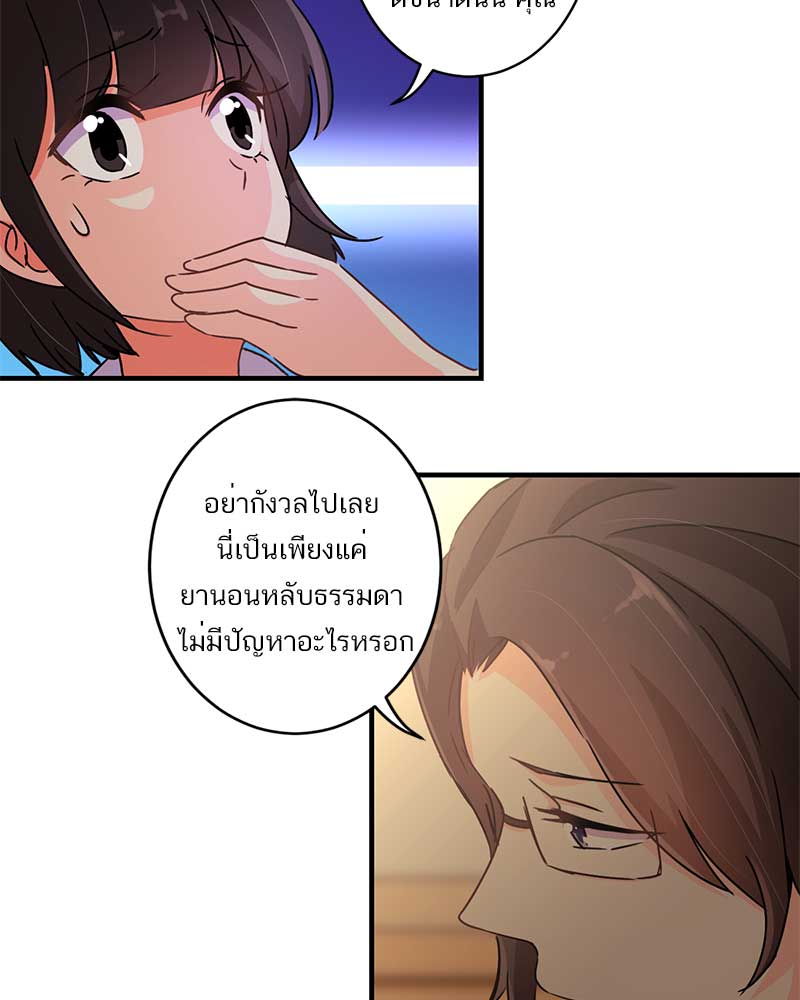 คุณ
อย่ากังวลไปเลย
นี่เป็นเพียงแค่
ยานอนหลับธรรมดา
ไม่มีปัญหาอะไรหรอก